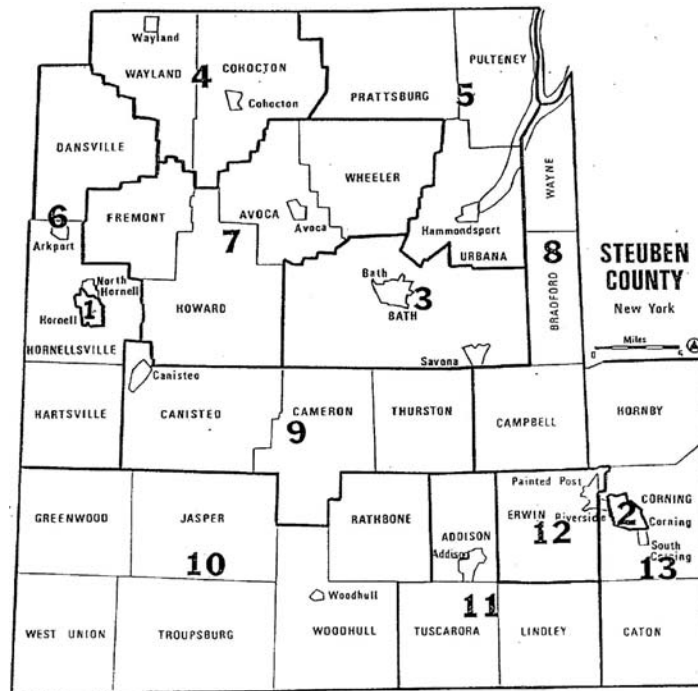 Wayland
WAYLAND
4
COHOCTON
Cohocton
PULTENEY
PRATTSBURG
5
DANSVILLE
WHEELER
WAYNE
6
Arkport
FREMONT
AVOCA
Avoca
7
Hammondsport
URBANA
8
BRADFORD
STEUBEN
COUNTY
New York
Miles
0
North
Hornell
1
Hornell
HORNELLSVILLE
HOWARD
Bath
3
BATH
Savona
Canisteo
HARTSVILLE
CANISTEO
CAMERON
9
THURSTON
CAMPBELL
HORNBY
Painted Post
GREENWOOD
JASPER
10
RATHBONE
ADDISON
Addison
ERWIN
Riverside
12
2
CORNING
Corning
South
Corning
13
Woodhull
11
WEST UNION
TROUPSBURG
WOODHULL
TUSCARORA
LINDLEY
CATON